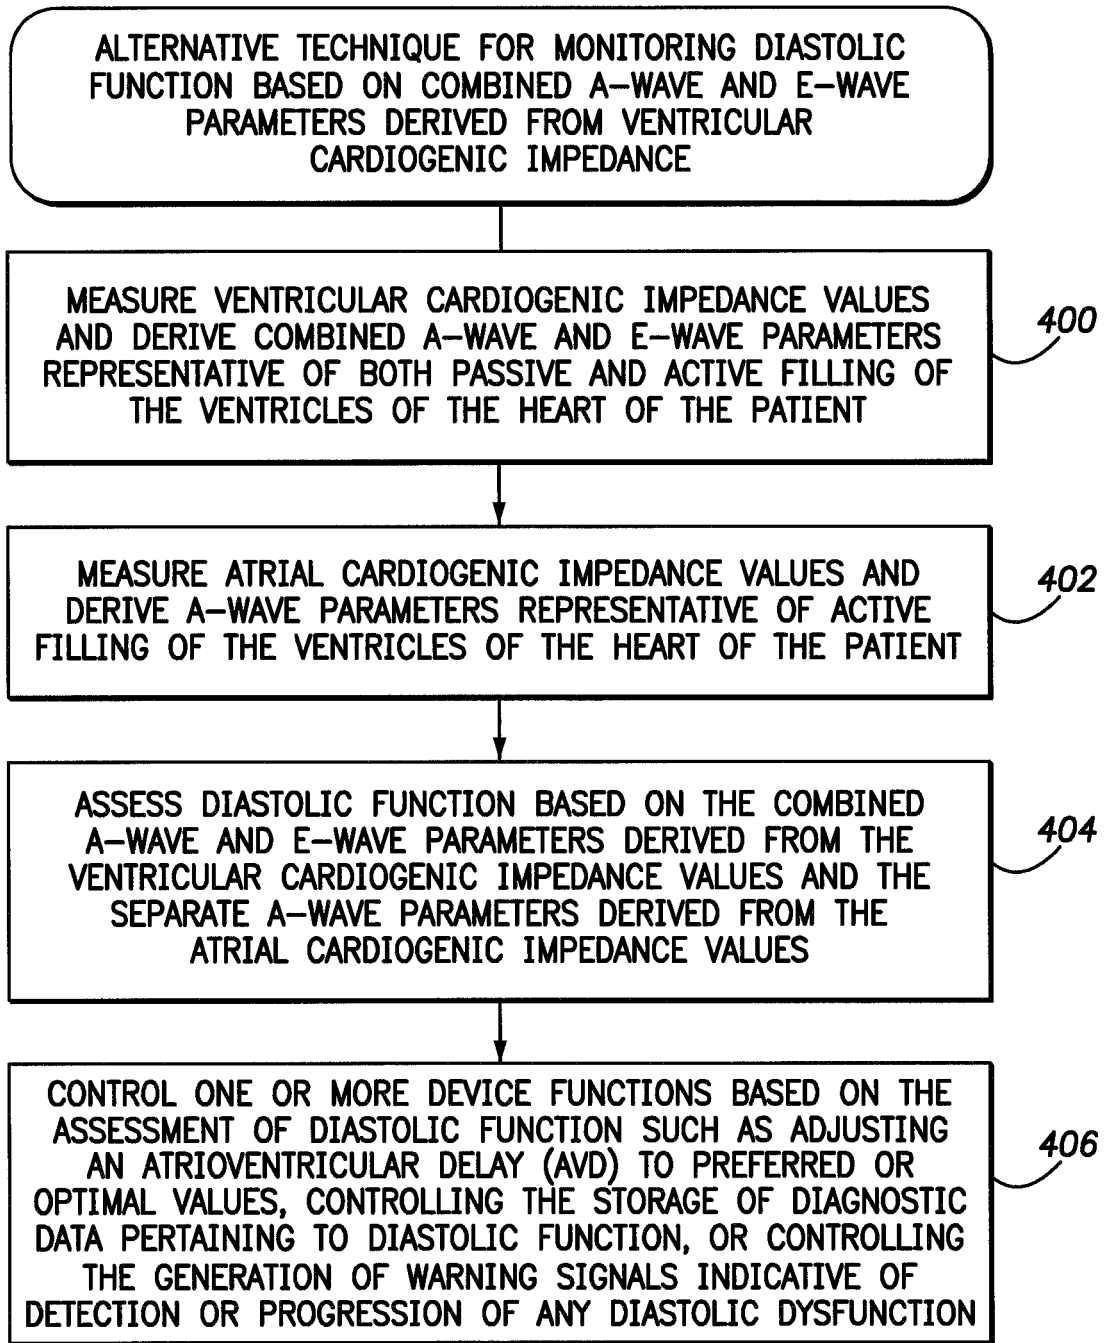 ALTERNATIVE TECHNIQUE FOR MONITORING DIASTOLIC
FUNCTION BASED ON COMBINED A-WAVE AND E-WAVE
PARAMETERS DERIVED FROM VENTRICULAR
CARDIOGENIC IMPEDANCE
MEASURE VENTRICULAR CARDIOGENIC IMPEDANCE VALUES
AND DERIVE COMBINED A-WAVE AND E-WAVE PARAMETERS
REPRESENTATIVE OF BOTH PASSIVE AND ACTIVE FILLING OF
THE VENTRICLES OF THE HEART OF THE PATIENT
400
MEASURE ATRIAL CARDIOGENIC IMPEDANCE VALUES AND
DERIVE A-WAVE PARAMETERS REPRESENTATIVE OF ACTIVE
FILLING OF THE VENTRICLES OF THE HEART OF THE PATIENT
402
ASSESS DIASTOLIC FUNCTION BASED ON THE COMBINED
A-WAVE AND E-WAVE PARAMETERS DERIVED FROM THE
VENTRICULAR CARDIOGENIC IMPEDANCE VALUES AND THE
SEPARATE A-WAVE PARAMETERS DERIVED FROM THE
ATRIAL CARDIOGENIC IMPEDANCE VALUES
404
CONTROL ONE OR MORE DEVICE FUNCTIONS BASED ON THE
ASSESSMENT OF DIASTOLIC FUNCTION SUCH AS ADJUSTING
AN ATRIOVENTRICULAR DELAY (AVD) TO PREFERRED OR
OPTIMAL VALUES, CONTROLLING THE STORAGE OF DIAGNOSTIC
DATA PERTAINING TO DIASTOLIC FUNCTION, OR CONTROLLING
THE GENERATION OF WARNING SIGNALS INDICATIVE OF
DETECTION OR PROGRESSION OF ANY DIASTOLIC DYSFUNCTION
406